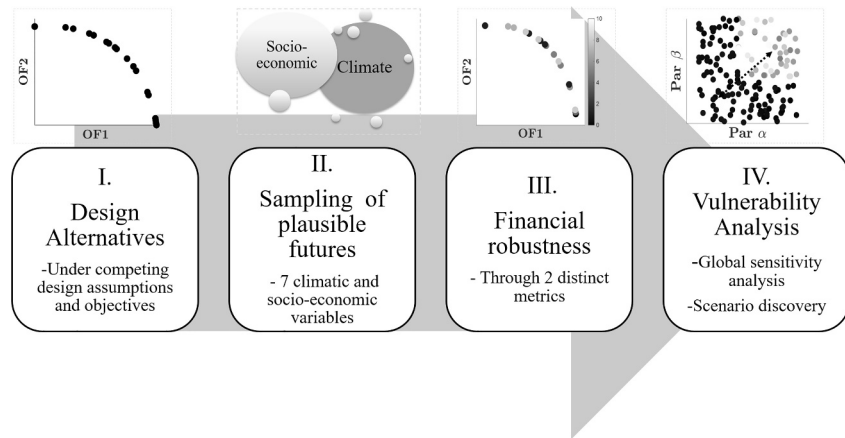 OF2
OF1
Socio-
economic
Climate
OF2
OF1
10
8
6
4
2
0
Par β
Par α
I.
Design
Alternatives
-Under competing
design assumptions
and objectives
II.
Sampling of
plausible
futures
- 7 climatic and
socio-economic
variables
III.
Financial
robustness
- Through 2 distinct
metrics
IV.
Vulnerability
Analysis
-Global sensitivity
analysis
-Scenario discovery